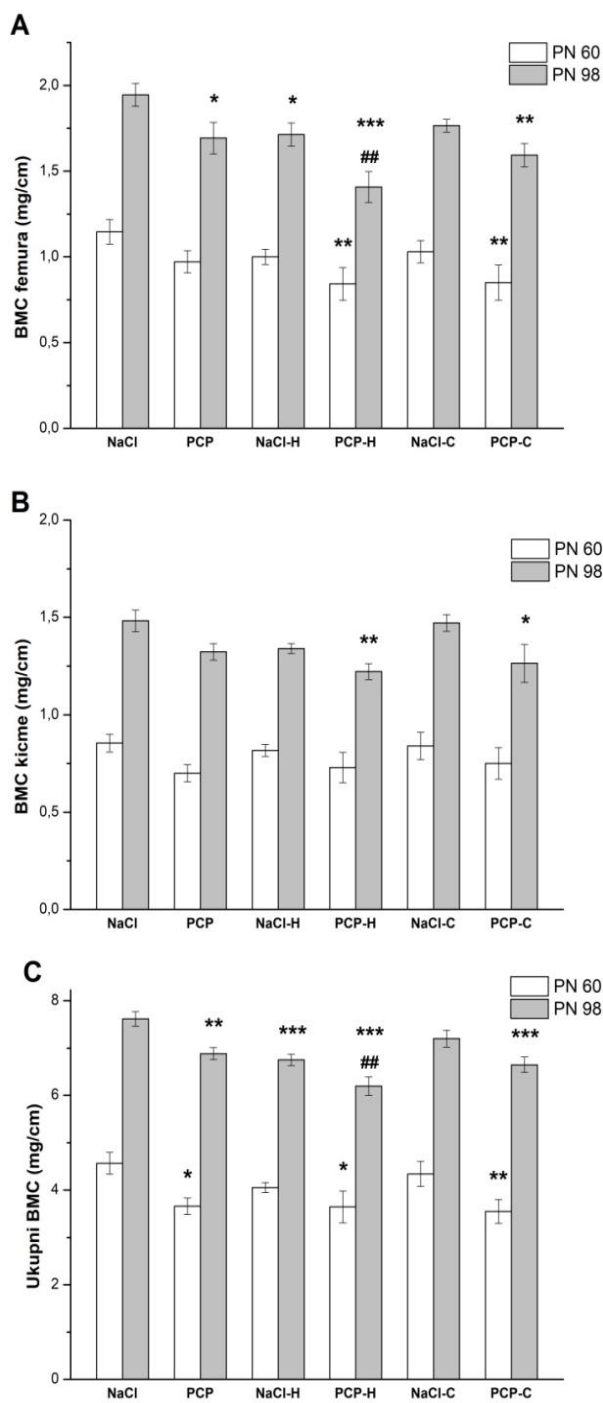 A
PN 60
PN 98
BMC femura (mg/cm)
2,0
1,5
1,0
0,5
0,0
*
*
***
##
**
**
**
NaCl PCP NaCl-H PCP-H NaCl-C PCP-C
B
PN 60
PN 98
BMC kicme (mg/cm)
2,0
1,5
1,0
0,5
0,0
**
*
NaCl PCP NaCl-H PCP-H NaCl-C PCP-C
C
PN 60
PN 98
Ukupni BMC (mg/cm)
8
6
4
2
0
**
***
***
##
***
*
*
**
NaCl PCP NaCl-H PCP-H NaCl-C PCP-C